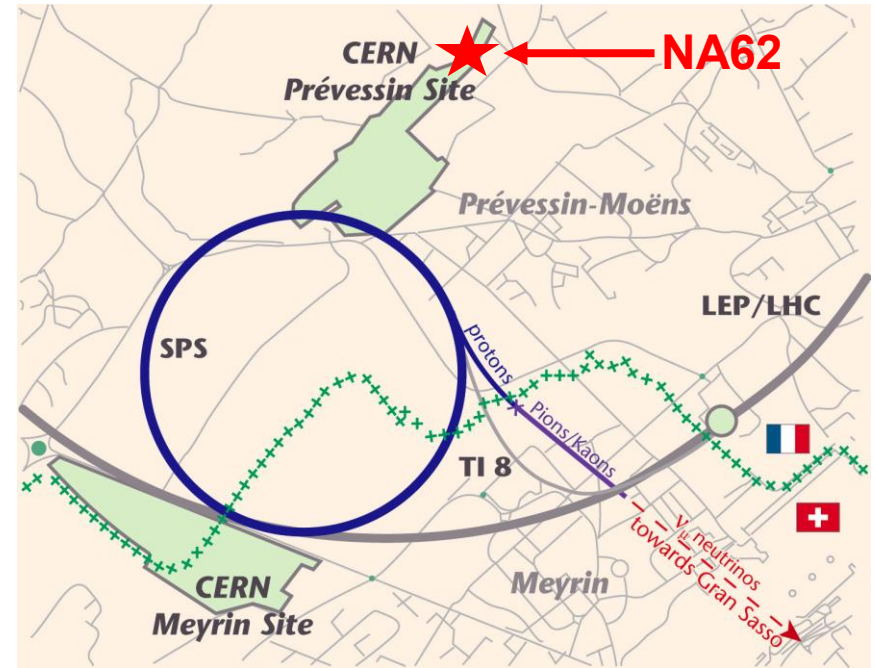 CERN
Prévessin Site
NA62
Prévessin-Moëns
LEP/LHC
SPS
protons
Pions/Kaons
TI 8
νμ neutrinos
towards Gran Sasso
Meyrin
CERN
Meyrin Site